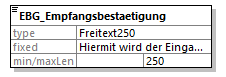 EBG_Empfangsbestaetigung
type Freitext250
fixed Hiermit wird der Einga...
min/maxLen 250